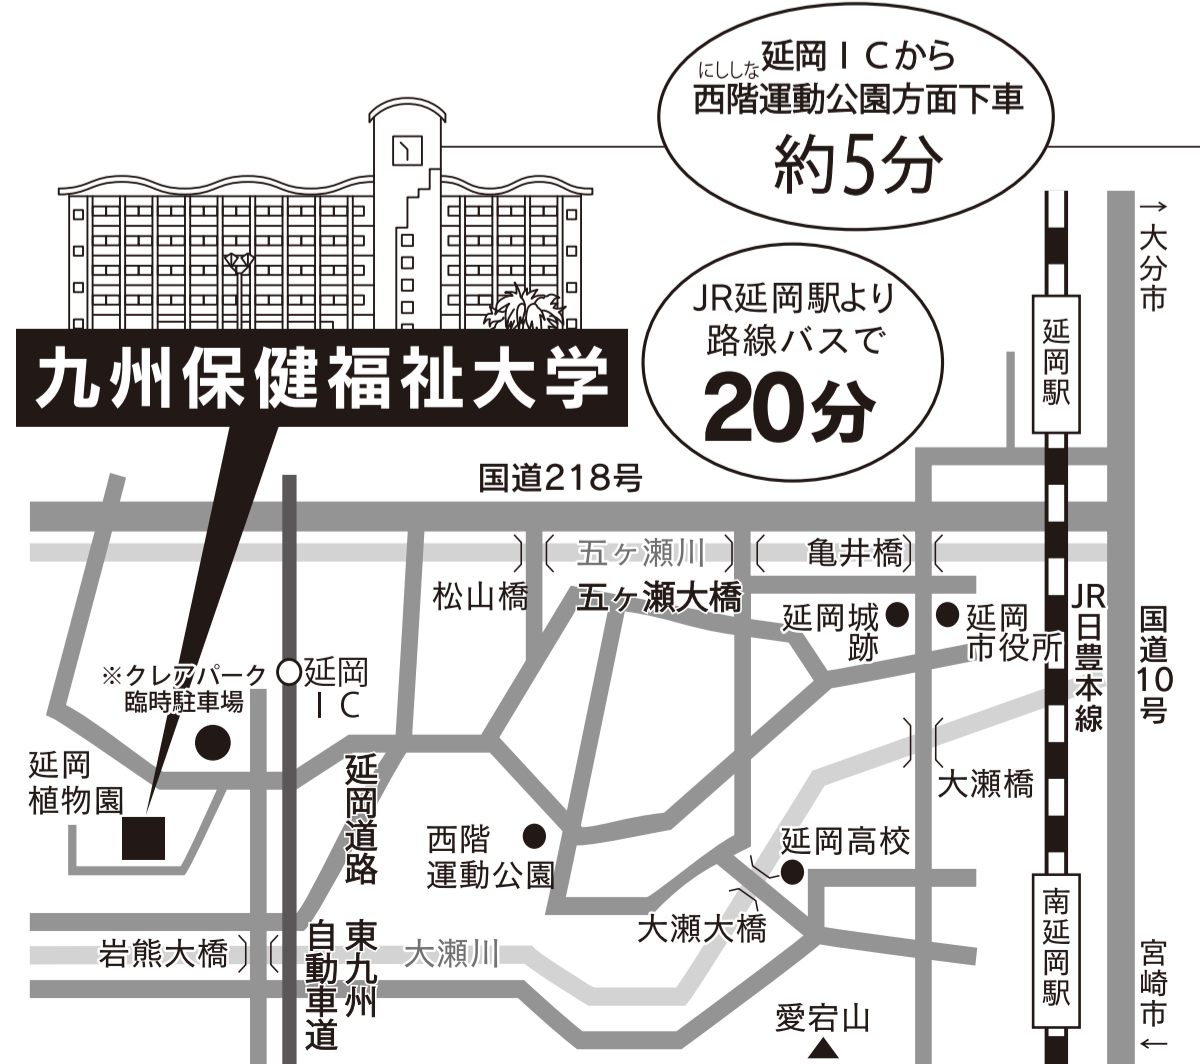 延岡ICから
にししな
西階運動公園方面下車
約5分
JR延岡駅より
路線バスで
20分
九州保健福祉大学
→大分市
延岡駅
国道218号
五ヶ瀬川
亀井橋
松山橋
五ヶ瀬大橋
延岡城
跡
延岡
市役所
JR日豊本線
国道10号
※クレアパーク
臨時駐車場
延岡
IC
延岡
植物園
延岡道路
西階
運動公園
大瀬橋
延岡高校
大瀬大橋
南延岡駅
岩熊大橋
東九州
自動車道
大瀬川
愛宕山
宮崎市←